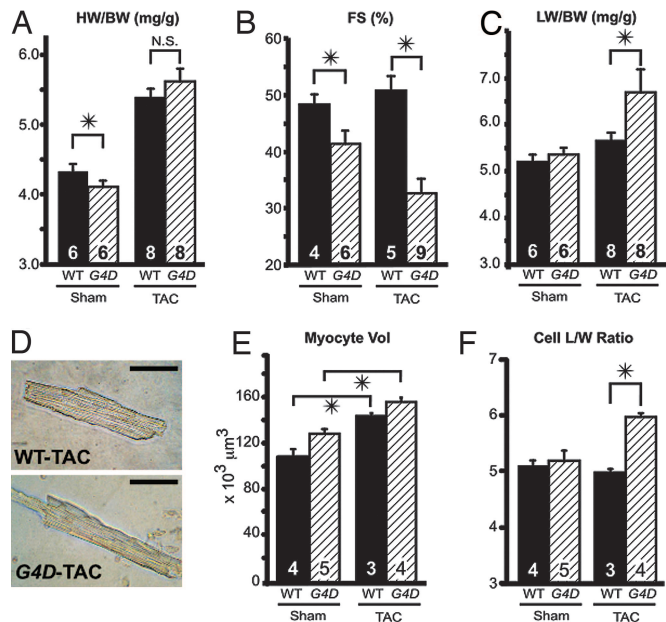 A
HW/BW (mg/g)
6.0
5.0
4.0
3.0
N.S.
✳
6 6 8 8
WT G4D WT G4D
Sham TAC
B
FS (%)
60
50
40
30
20
✳ ✳
4 6 5 9
WT G4D WT G4D
Sham TAC
C
LW/BW (mg/g)
7.0
6.0
5.0
4.0
3.0
✳
6 6 8 8
WT G4D WT G4D
Sham TAC
D
WT-TAC
G4D-TAC
E
Myocyte Vol
x 10³ µm³
160
120
80
40
0
✳
✳
4 5 3 4
WT G4D WT G4D
Sham TAC
F
Cell L/W Ratio
7
6
5
4
3
✳
4 5 3 4
WT G4D WT G4D
Sham TAC